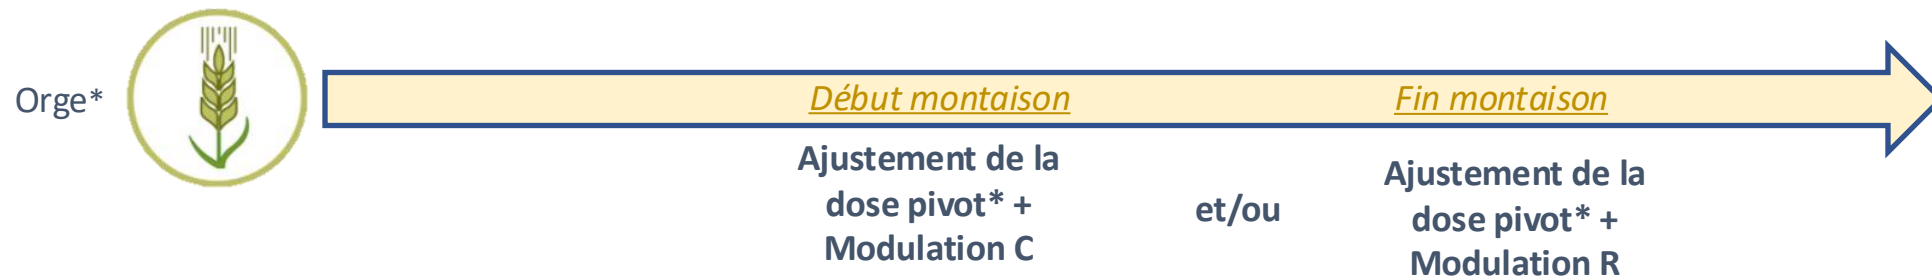 Orge*
Début montaison
Fin montaison
Ajustement de la
dose pivot* +
Modulation C
et/ou
Ajustement de la
dose pivot* +
Modulation R